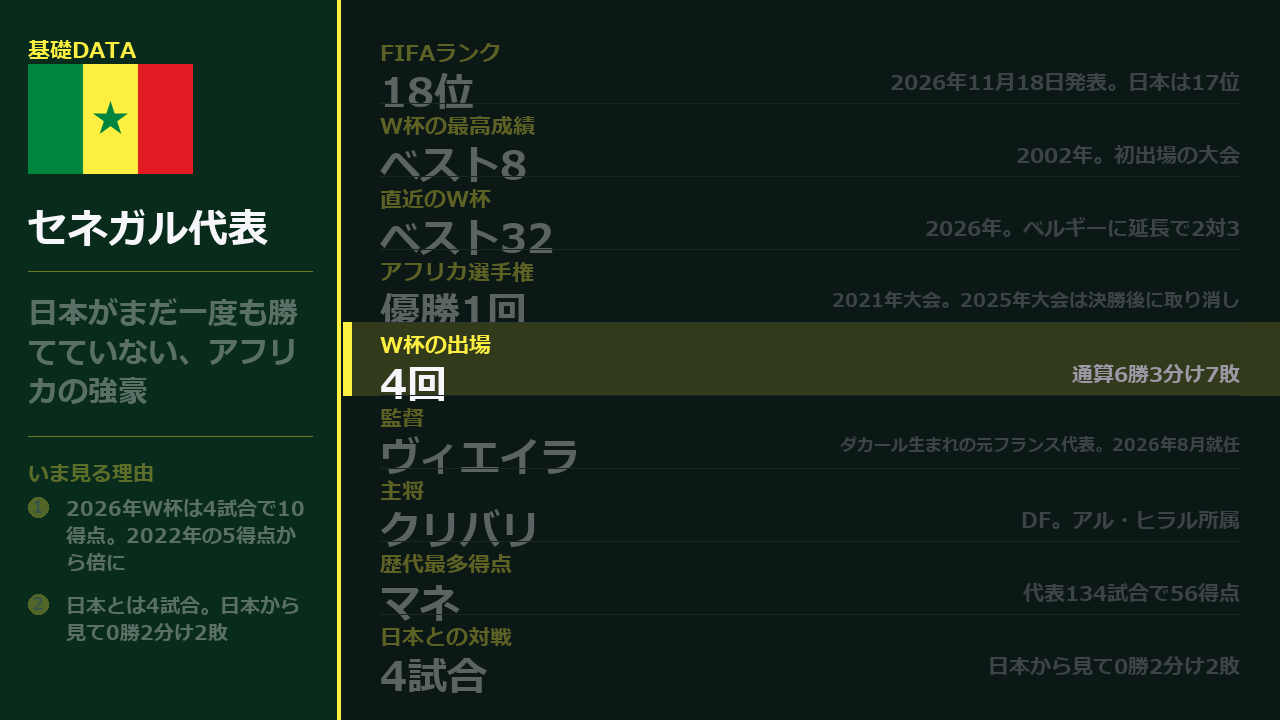 基礎DATA
セネガル代表
日本がまだ一度も勝
てていない、アフリ
カの強豪
いま見る理由
1 2026年W杯は4試合で10
得点。2022年の5得点か
ら倍に
2 日本とは4試合。日本から
見て0勝2分け2敗
FIFAランク
18位 2026年11月18日発表。日本は17位
W杯の最高成績
ベスト8 2002年。初出場の大会
直近のW杯
ベスト32 2026年。ベルギーに延長で2対3
アフリカ選手権
優勝1回 2021年大会。2025年大会は決勝後に取り消し
W杯の出場
4回 通算6勝3分け7敗
監督
ヴィエイラ ダカール生まれの元フランス代表。2026年8月就任
主将
クリバリ DF。アル・ヒラル所属
歴代最多得点
マネ 代表134試合で56得点
日本との対戦
4試合 日本から見て0勝2分け2敗